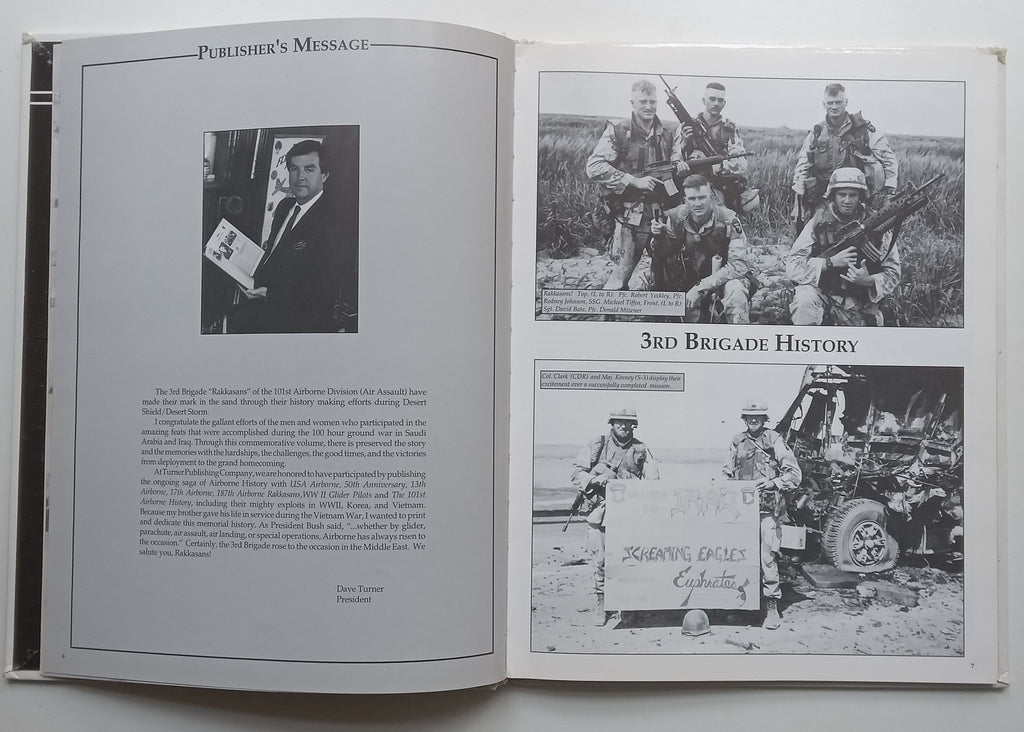 PUBLISHER'S MESSAGE
The 3rd Brigade "Rakkasans" of the 101st Airborne Division (Air Assault) have
made their mark in the sand through their history making efforts during Desert
Shield/Desert Storm.
I congratulate the gallant efforts of the men and women who participated in the
amazing feats that were accomplished during the 100 hour ground war in Saudi
Arabia and Iraq. Through this commemorative volume, there is preserved the story
and the memories with the hardships, the challenges, the good times, and the victories
from deployment to the grand homecoming.
At Turner Publishing Company, we are honored to have participated by publishing
the ongoing saga of Airborne History with USA Airborne, 50th Anniversary, 13th
Airborne, 17th Airborne, 187th Airborne Rakkasans, WW II Glider Pilots and The 101st
Airborne History, including their mighty exploits in WWII, Korea, and Vietnam.
Because my brother gave his life in service during the Vietnam War, I wanted to print
and dedicate this memorial history. As President Bush said, "...whether by glider,
parachute, air assault, air landing, or special operations, Airborne has always risen to
the occasion." Certainly, the 3rd Brigade rose to the occasion in the Middle East. We
salute you, Rakkasans!
Dave Turner
President
6
Rakkasans! Top, (L to R): Pfc. Robert Yeckley, Pfc.
Rodney Johnson, SSG. Michael Tiffin; Front, (L to R):
Sgt. David Bata, Pfc. Donald Mizener
3RD BRIGADE HISTORY
Col. Clark (CDR) and Maj. Kinney (S-3) display their
excitement over a successfully completed mission.
IRAQ
SCREAMING EAGLES
Euphrates
7